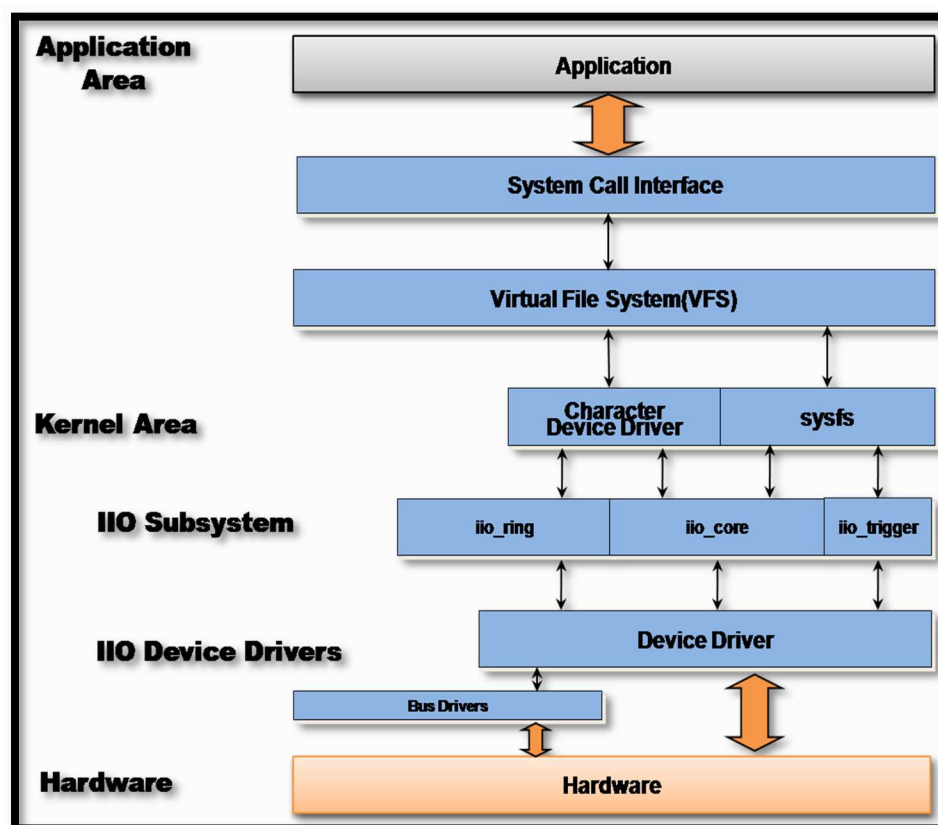 Application
Area
Application
System Call Interface
Virtual File System(VFS)
Kernel Area
Character
Device Driver
sysfs
IIO Subsystem
iio_ring
iio_core
iio_trigger
IIO Device Drivers
Device Driver
Bus Drivers
Hardware
Hardware